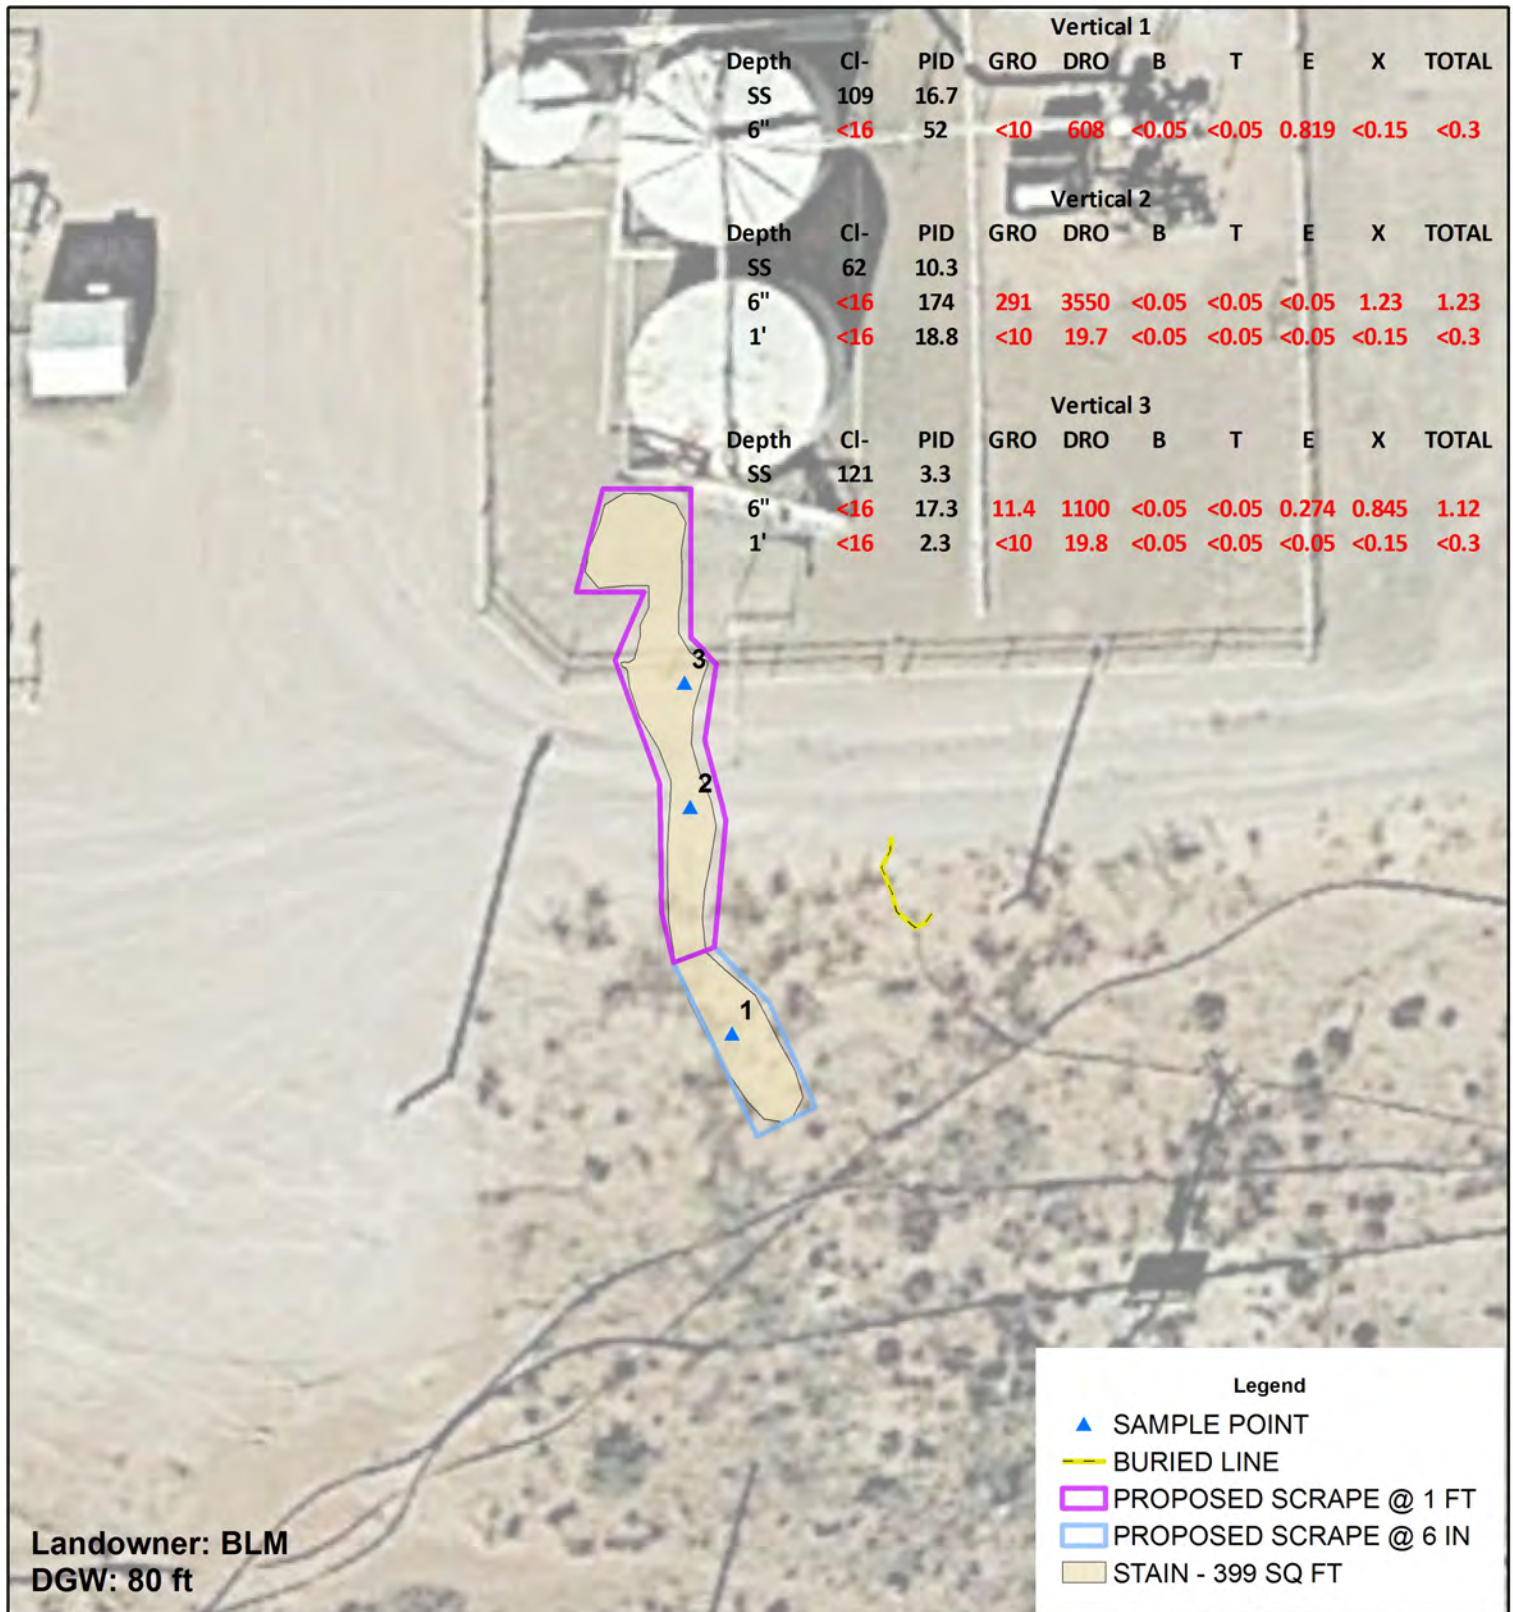 Vertical 1
Depth Cl- PID GRO DRO B T E X TOTAL
SS 109 16.7
6" <16 52 <10 608 <0.05 <0.05 0.819 <0.15 <0.3
Vertical 2
Depth Cl- PID GRO DRO B T E X TOTAL
SS 62 10.3
6" <16 174 291 3550 <0.05 <0.05 <0.05 1.23 1.23
1' <16 18.8 <10 19.7 <0.05 <0.05 <0.05 <0.15 <0.3
Vertical 3
Depth Cl- PID GRO DRO B T E X TOTAL
SS 121 3.3
6" <16 17.3 11.4 1100 <0.05 <0.05 0.274 0.845 1.12
1' <16 2.3 <10 19.8 <0.05 <0.05 <0.05 <0.15 <0.3
3
2
1
Legend
SAMPLE POINT
BURIED LINE
PROPOSED SCRAPE @ 1 FT
PROPOSED SCRAPE @ 6 IN
STAIN - 399 SQ FT
Landowner: BLM
DGW: 80 ft